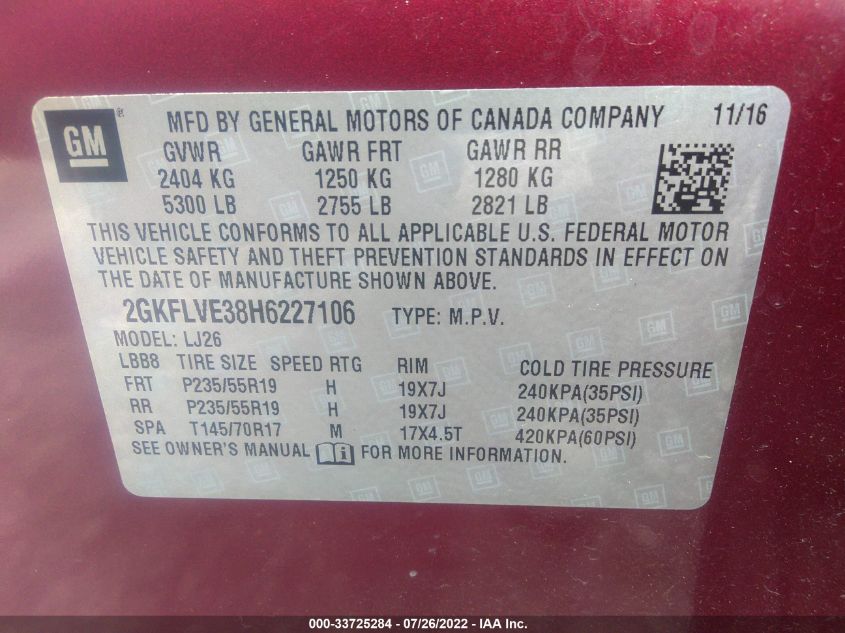 GM ® MFD BY GENERAL MOTORS OF CANADA COMPANY 11/16
GVWR GAWR FRT GAWR RR
2404 KG 1250 KG 1280 KG
5300 LB 2755 LB 2821 LB
THIS VEHICLE CONFORMS TO ALL APPLICABLE U.S. FEDERAL MOTOR
VEHICLE SAFETY AND THEFT PREVENTION STANDARDS IN EFFECT ON
THE DATE OF MANUFACTURE SHOWN ABOVE.
2GKFLVE38H6227106 TYPE: M.P.V.
MODEL: LJ26
LBB8 TIRE SIZE SPEED RTG RIM COLD TIRE PRESSURE
FRT P235/55R19 H 19X7J 240KPA(35PSI)
RR P235/55R19 H 19X7J 240KPA(35PSI)
SPA T145/70R17 M 17X4.5T 420KPA(60PSI)
SEE OWNER'S MANUAL FOR MORE INFORMATION.
000-33725284 - 07/26/2022 - IAA Inc.